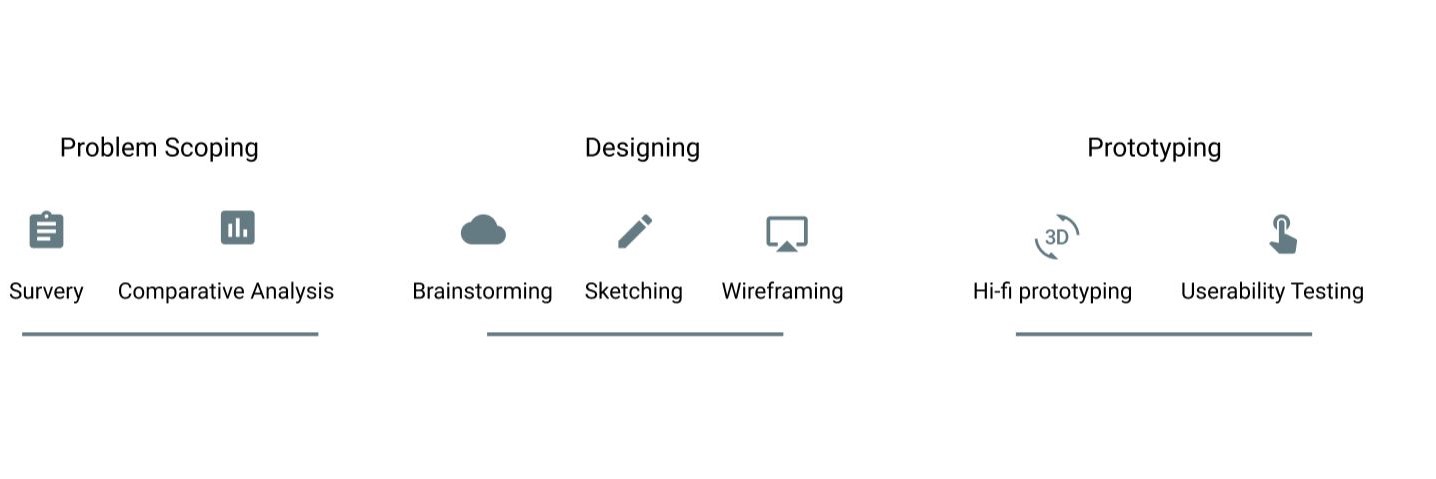 Problem Scoping
Designing
Prototyping
3D
Survery
Comparative Analysis
Brainstorming
Sketching
Wireframing
Hi-fi prototyping
Userability Testing